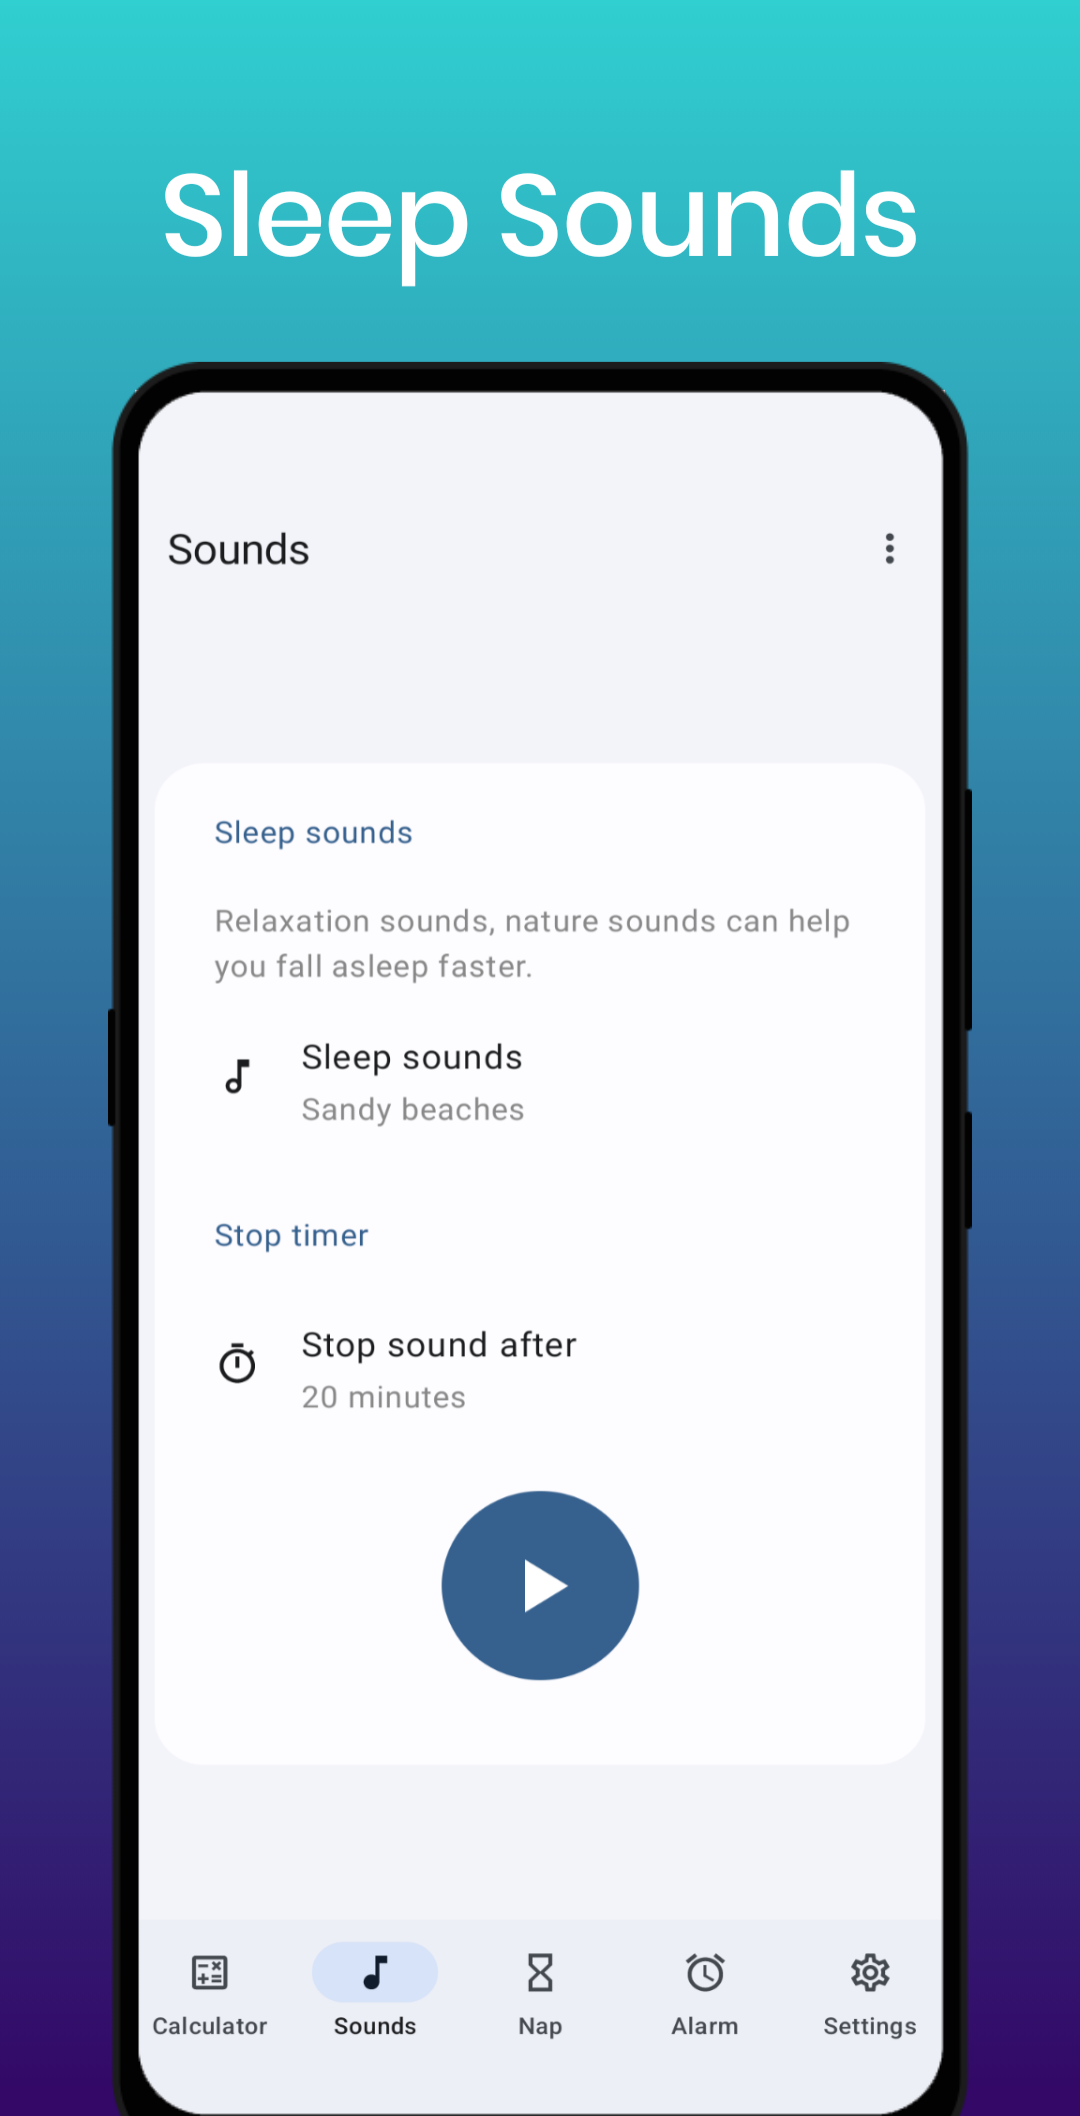 Sleep Sounds
Sounds
Sleep sounds
Relaxation sounds, nature sounds can help
you fall asleep faster.
Sleep sounds
Sandy beaches
Stop timer
Stop sound after
20 minutes
Calculator
Sounds
Nap
Alarm
Settings